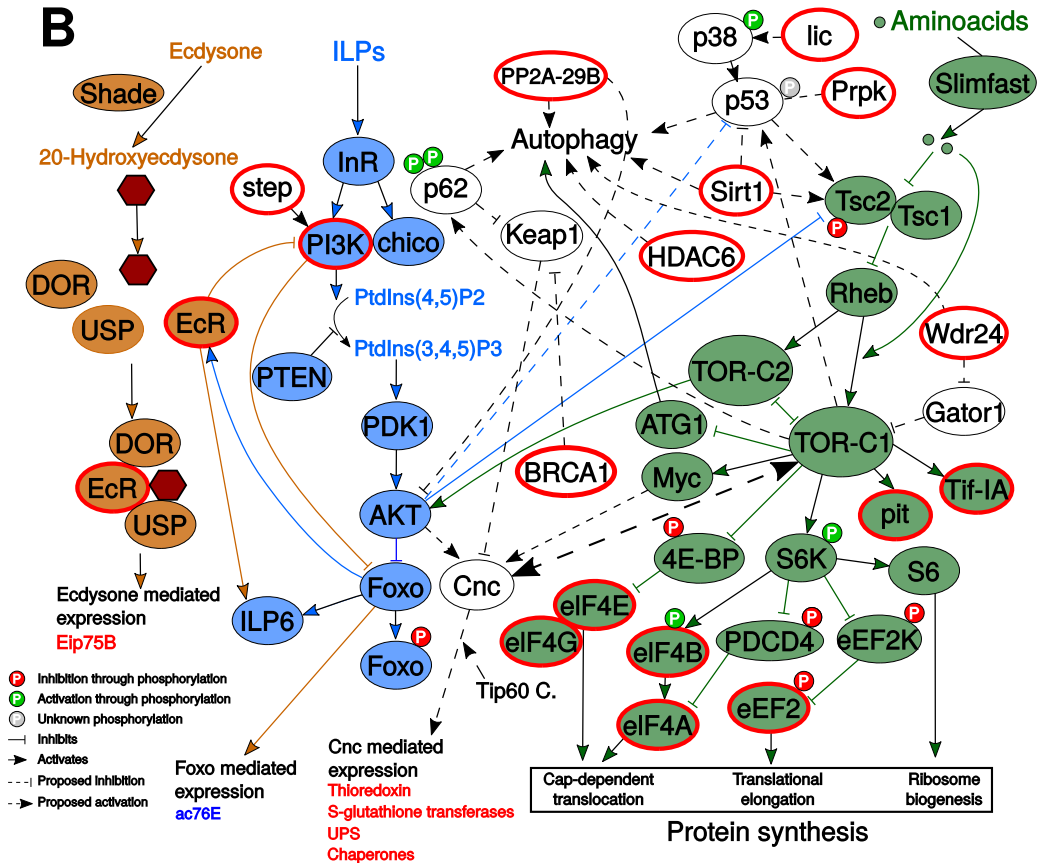 B
Ecdysone
Shade
20-Hydroxyecdysone
DOR
USP
EcR
DOR
EcR
USP
Ecdysone mediated
expression
Eip75B
ILPs
InR
step
PI3K
chico
PtdIns(4,5)P2
PTEN
PtdIns(3,4,5)P3
PDK1
AKT
Foxo
ILP6
Foxo
P
Foxo mediated
expression
ac76E
PP2A-29B
Autophagy
P P
p62
Keap1
BRCA1
Cnc
Tip60 C.
Cnc mediated
expression
Thioredoxin
S-glutathione transferases
UPS
Chaperones
p38
P
lic
p53
P
Prpk
Sirt1
HDAC6
Aminoacids
Slimfast
Tsc2
P
Tsc1
Rheb
Wdr24
Gator1
TOR-C2
TOR-C1
ATG1
Myc
pit
Tif-IA
P
4E-BP
S6K
P
S6
eIF4E
eIF4G
P
eIF4B
PDCD4
P
eEF2K
P
eIF4A
eEF2
P
Cap-dependent
translocation
Translational
elongation
Ribosome
biogenesis
Protein synthesis
P Inhibition through phosphorylation
P Activation through phosphorylation
P Unknown phosphorylation
Inhibits
Activates
Proposed Inhibition
Proposed activation